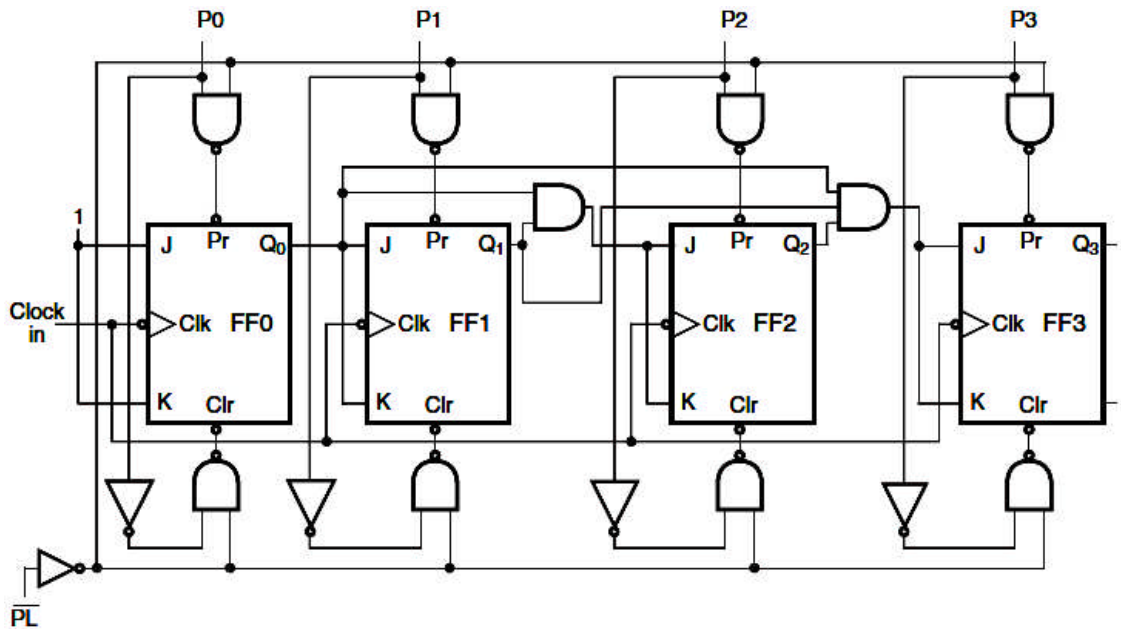 P0 P1 P2 P3
1
J Pr Q0 J Pr Q1 J Pr Q2 J Pr Q3
Clock
in
Clk FF0 Clk FF1 Clk FF2 Clk FF3
K Clr K Clr K Clr K Clr
PL